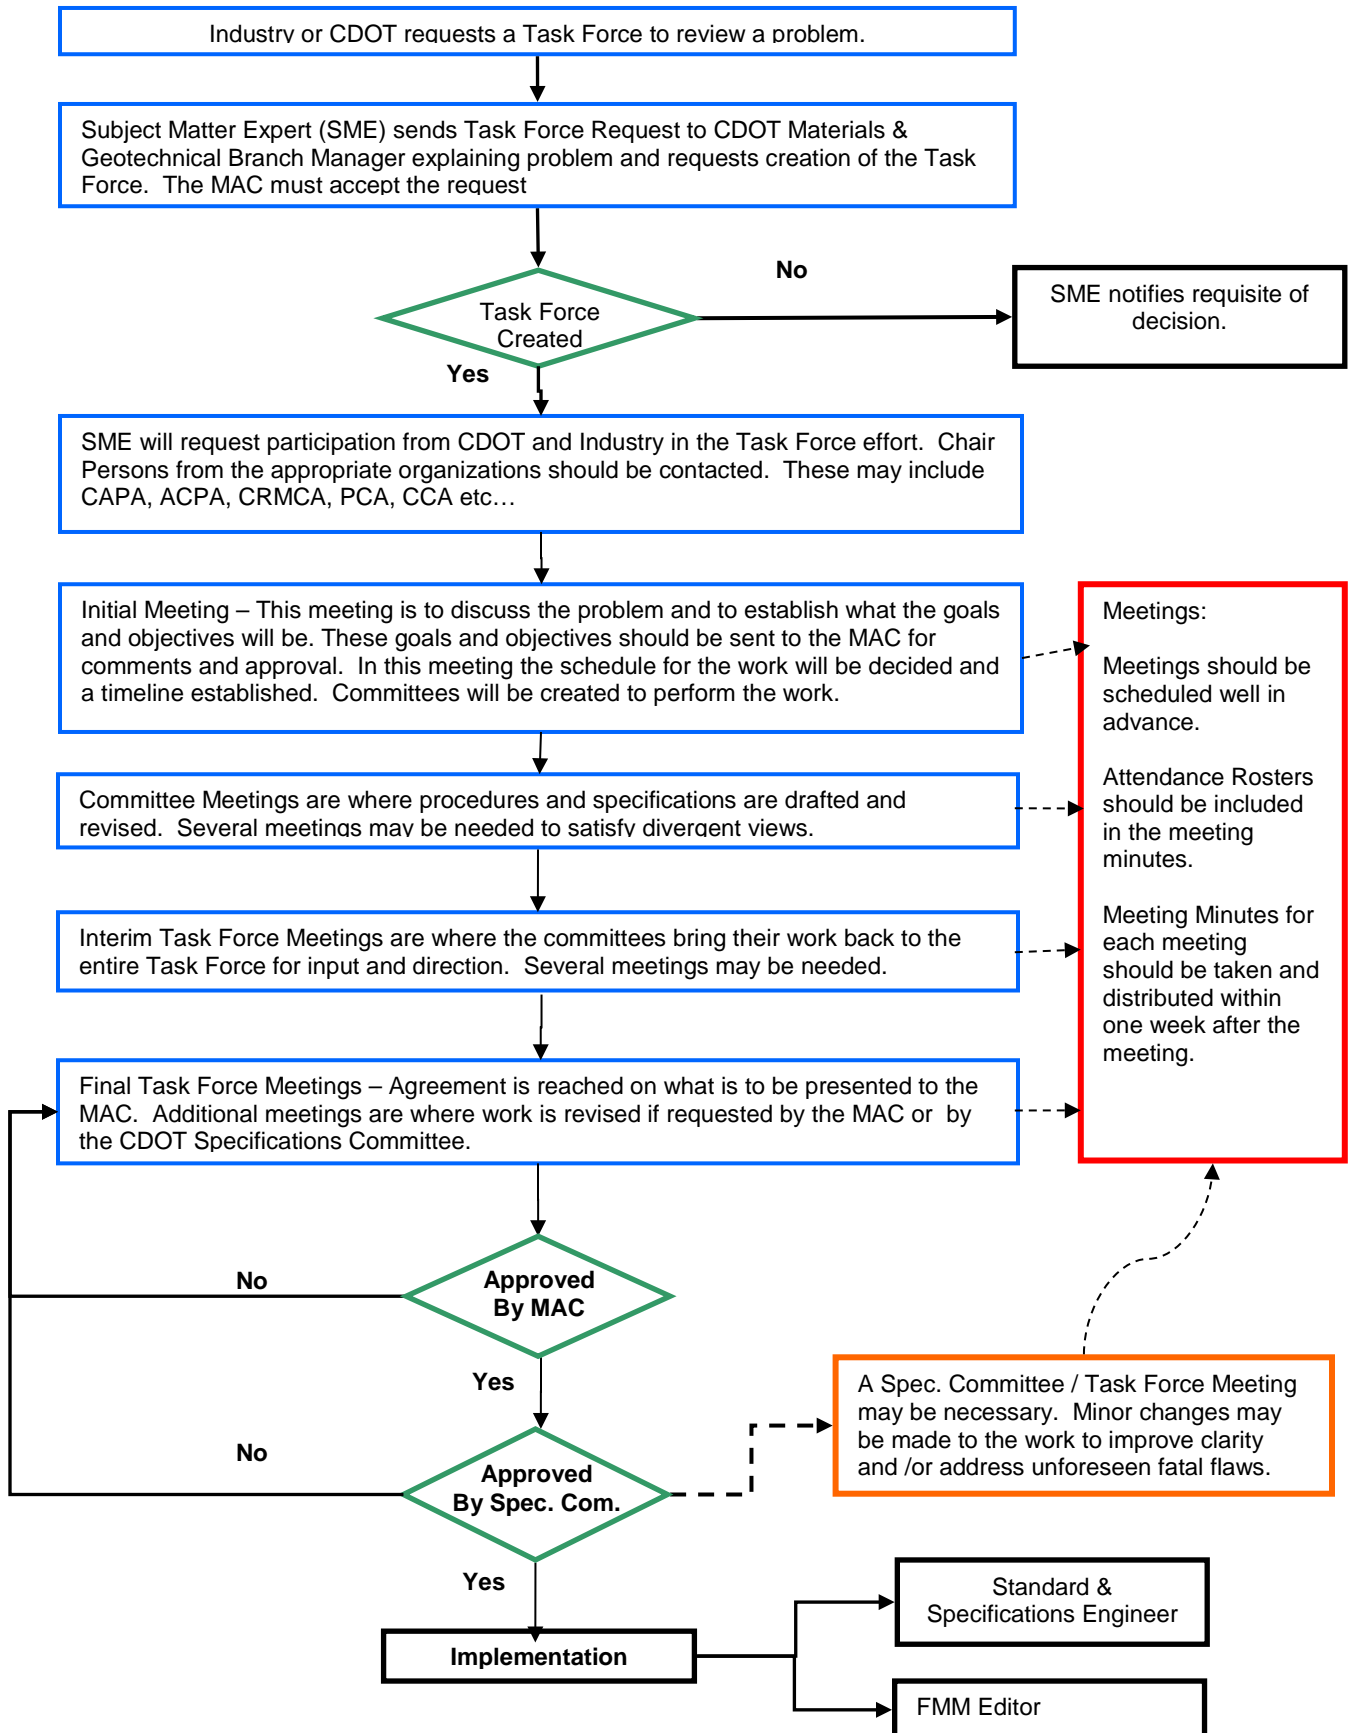 Industry or CDOT requests a Task Force to review a problem.
Subject Matter Expert (SME) sends Task Force Request to CDOT Materials &
Geotechnical Branch Manager explaining problem and requests creation of the Task
Force.  The MAC must accept the request
No
Task Force
Created
SME notifies requisite of
decision.
Yes
SME will request participation from CDOT and Industry in the Task Force effort.  Chair
Persons from the appropriate organizations should be contacted.  These may include
CAPA, ACPA, CRMCA, PCA, CCA etc…
Initial Meeting – This meeting is to discuss the problem and to establish what the goals
and objectives will be. These goals and objectives should be sent to the MAC for
comments and approval.  In this meeting the schedule for the work will be decided and
a timeline established.  Committees will be created to perform the work.
Meetings:
Meetings should be
scheduled well in
advance.
Attendance Rosters
should be included
in the meeting
minutes.
Meeting Minutes for
each meeting
should be taken and
distributed within
one week after the
meeting.
Committee Meetings are where procedures and specifications are drafted and
revised.  Several meetings may be needed to satisfy divergent views.
Interim Task Force Meetings are where the committees bring their work back to the
entire Task Force for input and direction.  Several meetings may be needed.
Final Task Force Meetings – Agreement is reached on what is to be presented to the
MAC.  Additional meetings are where work is revised if requested by the MAC or  by
the CDOT Specifications Committee.
No
Approved
By MAC
Yes
A Spec. Committee / Task Force Meeting
may be necessary.  Minor changes may
be made to the work to improve clarity
and /or address unforeseen fatal flaws.
No
Approved
By Spec. Com.
Yes
Implementation
Standard &
Specifications Engineer
FMM Editor